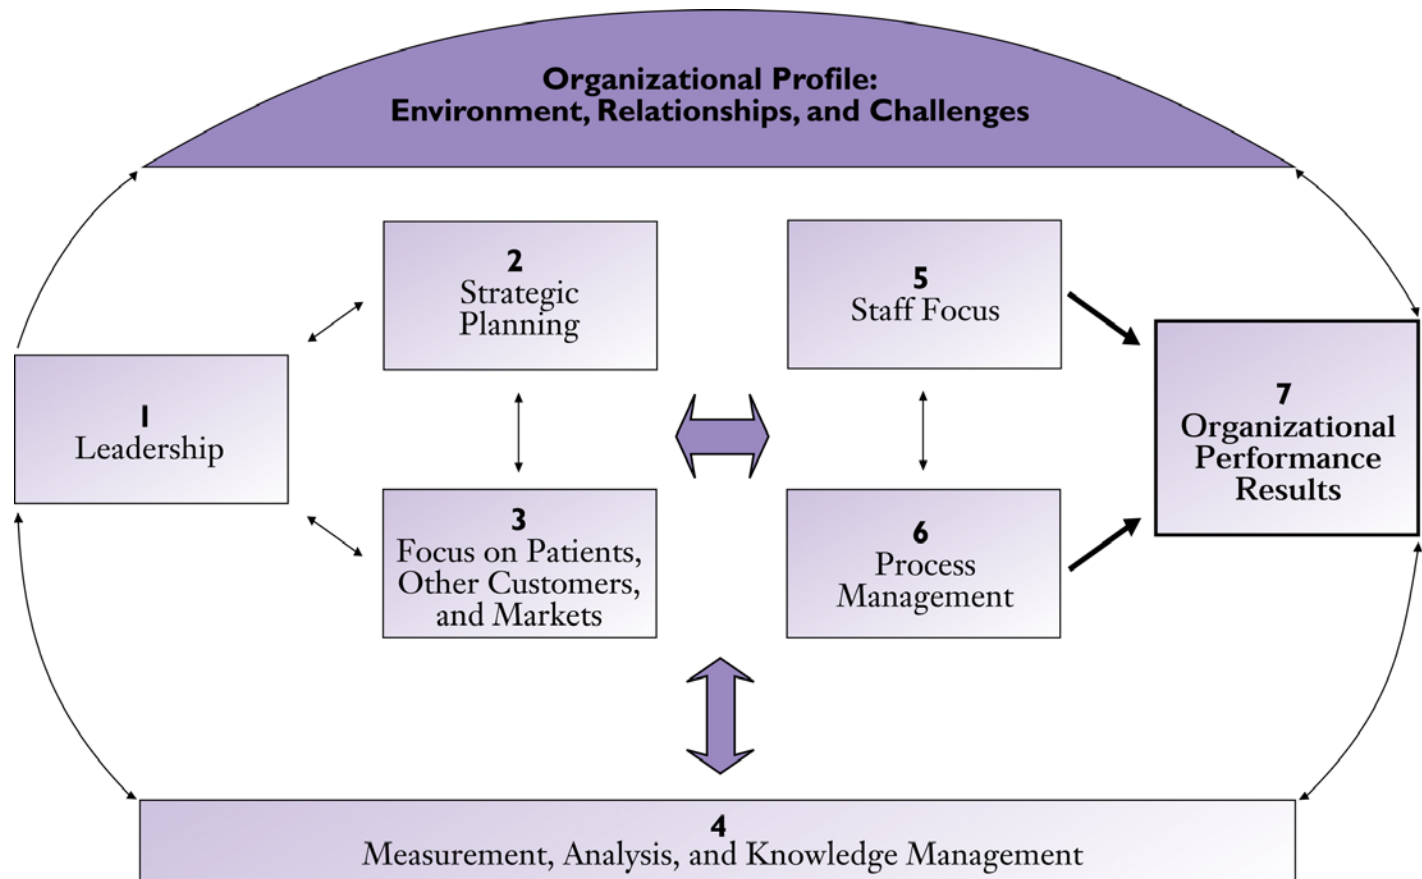 Organizational Profile:
Environment, Relationships, and Challenges
2
Strategic
Planning
5
Staff Focus
1
Leadership
7
Organizational
Performance
Results
3
Focus on Patients,
Other Customers,
and Markets
6
Process
Management
4
Measurement, Analysis, and Knowledge Management